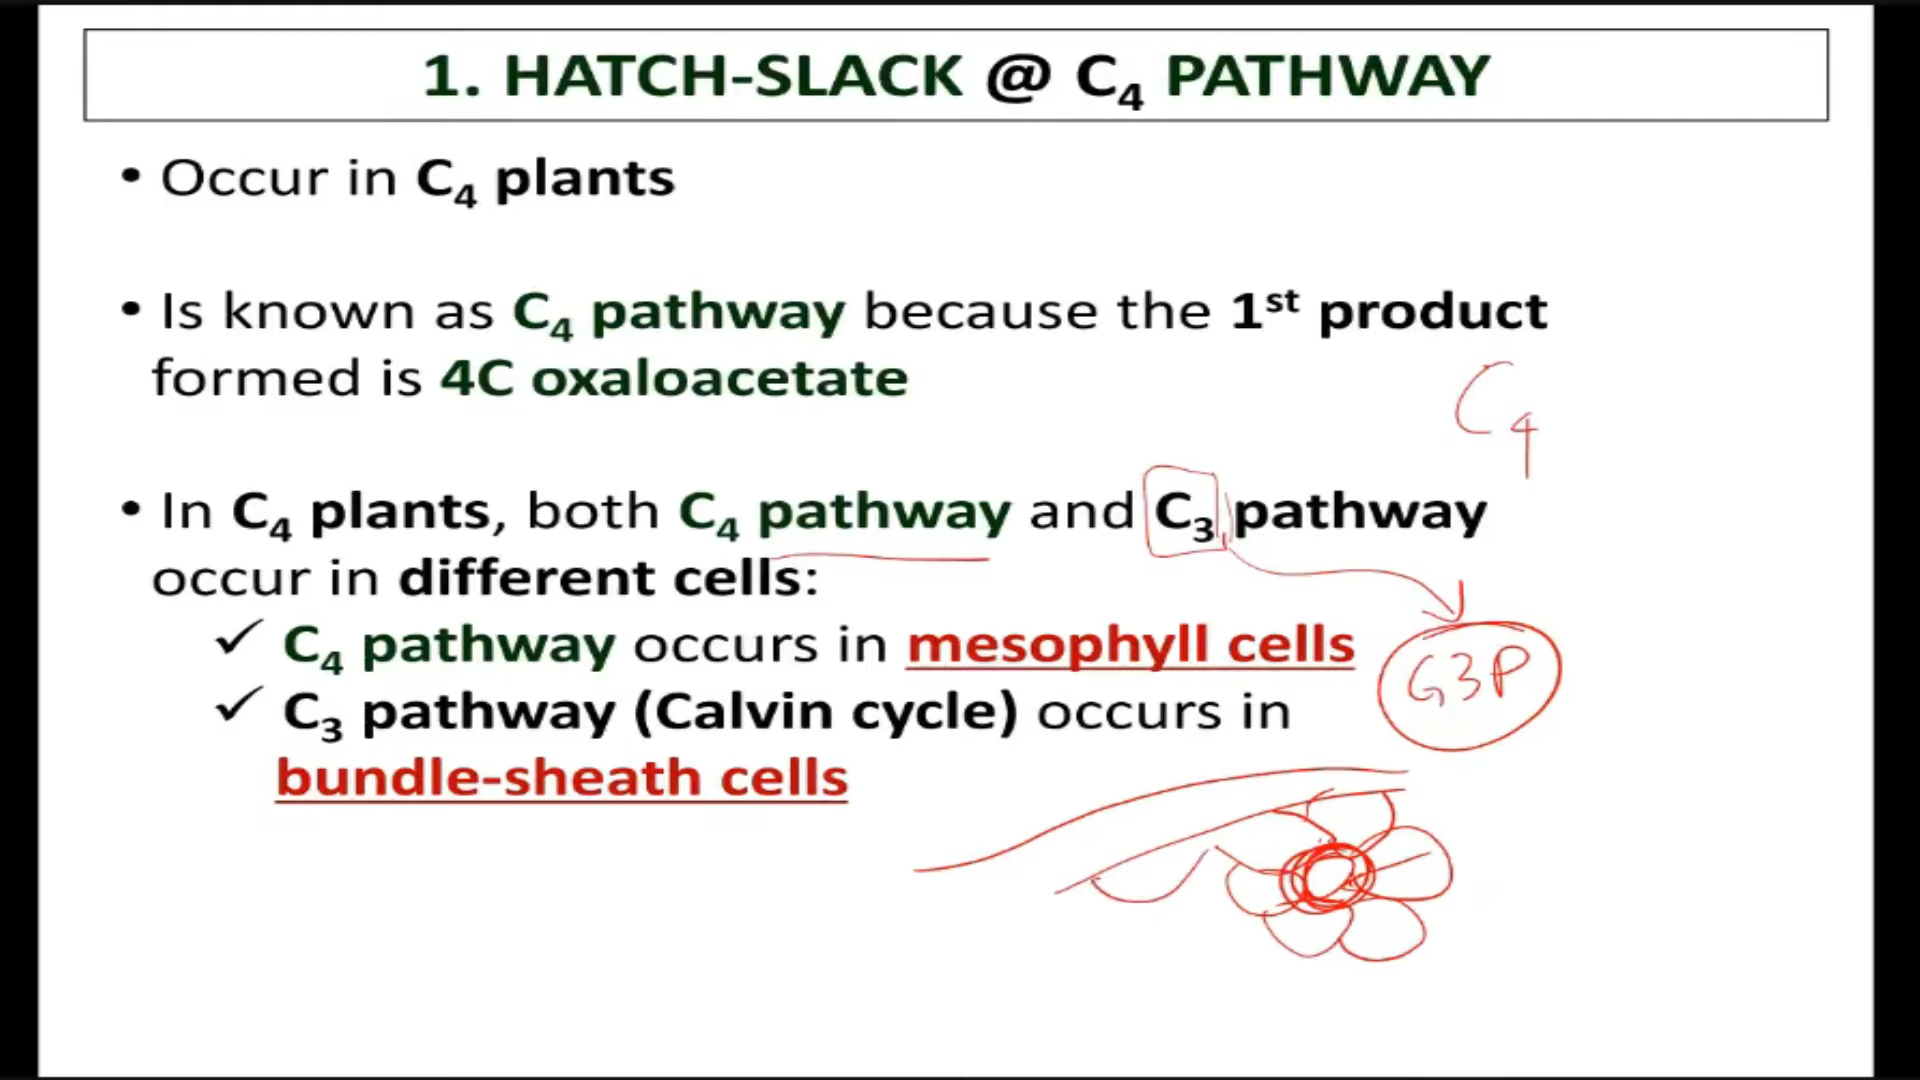 1. HATCH-SLACK @ C₄ PATHWAY
• Occur in C₄ plants
• Is known as C₄ pathway because the 1ˢᵗ product
formed is 4C oxaloacetate
C₄
• In C₄ plants, both C₄ pathway and C₃ pathway
occur in different cells:
✓ C₄ pathway occurs in mesophyll cells
G3P
✓ C₃ pathway (Calvin cycle) occurs in
bundle-sheath cells